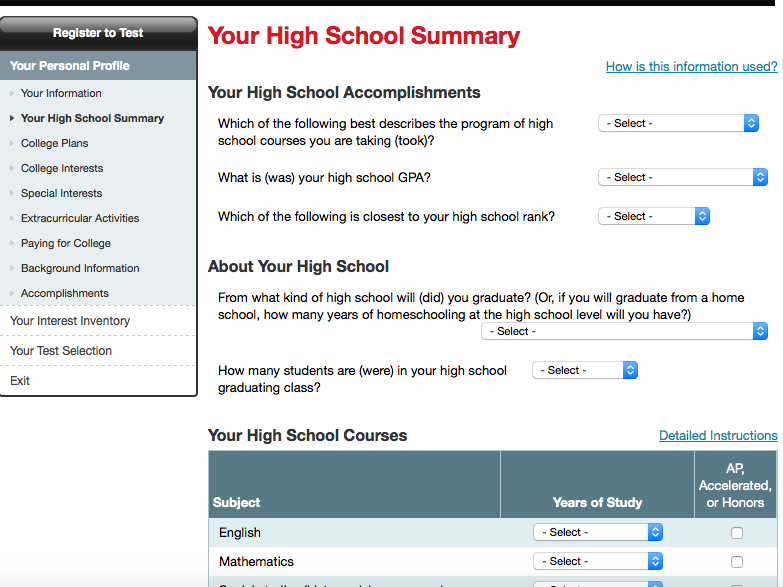 Register to Test
Your Personal Profile
Your Information
Your High School Summary
College Plans
College Interests
Special Interests
Extracurricular Activities
Paying for College
Background Information
Accomplishments
Your Interest Inventory
Your Test Selection
Exit
Your High School Summary
How is this information used?
Your High School Accomplishments
Which of the following best describes the program of high
school courses you are taking (took)?
- Select -
What is (was) your high school GPA?
- Select -
Which of the following is closest to your high school rank?
- Select -
About Your High School
From what kind of high school will (did) you graduate? (Or, if you will graduate from a home
school, how many years of homeschooling at the high school level will you have?)
- Select -
How many students are (were) in your high school
graduating class?
- Select -
Your High School Courses
Detailed Instructions
Subject
Years of Study
AP,
Accelerated,
or Honors
English
- Select -
Mathematics
- Select -